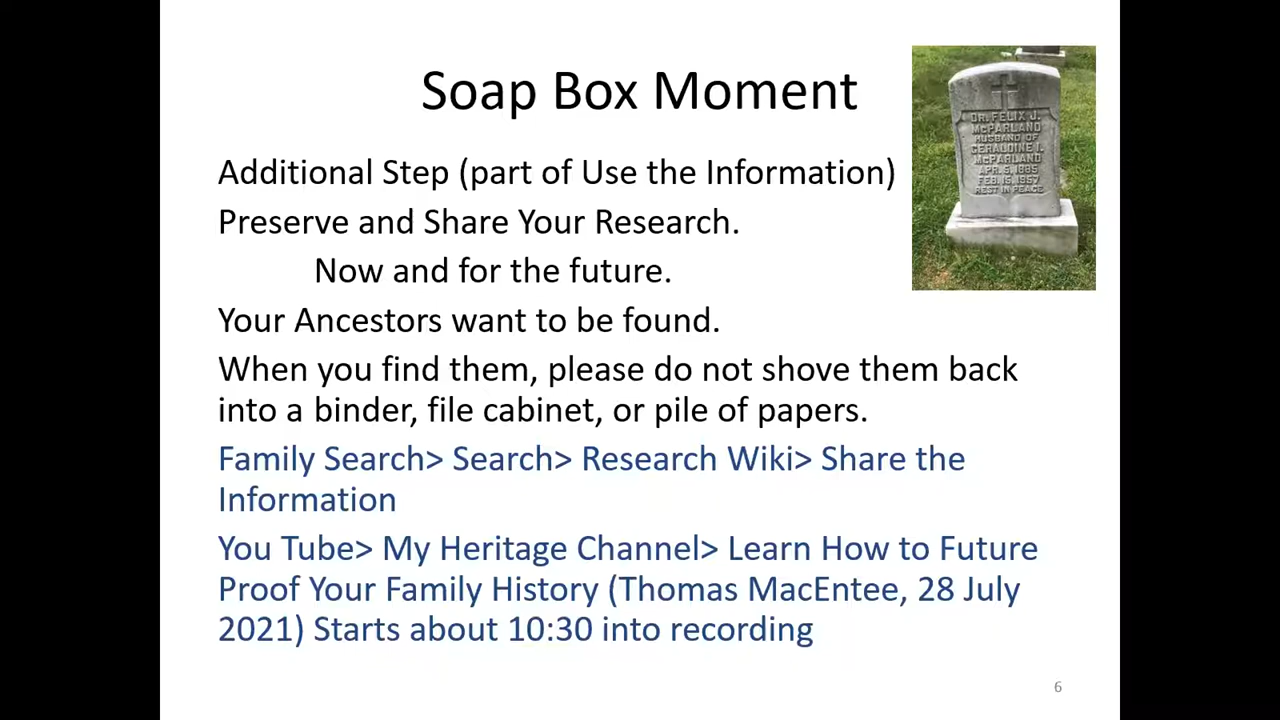 Soap Box Moment
Additional Step (part of Use the Information)
Preserve and Share Your Research.
Now and for the future.
Your Ancestors want to be found.
When you find them, please do not shove them back
into a binder, file cabinet, or pile of papers.
Family Search> Search> Research Wiki> Share the
Information
You Tube> My Heritage Channel> Learn How to Future
Proof Your Family History (Thomas MacEntee, 28 July
2021) Starts about 10:30 into recording
DR. FELIX J.
McPARLAND
HUSBAND OF
GERALDINE I.
McPARLAND
APR. 5, 1885
FEB. 15, 1957
REST IN PEACE
6